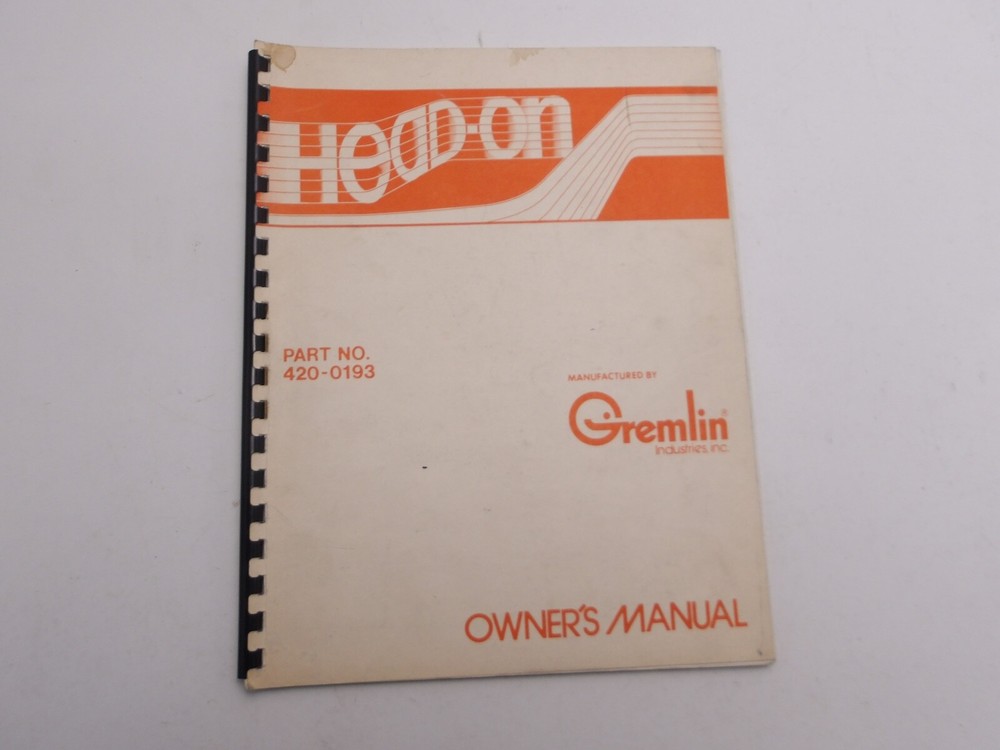 Head-on
PART NO.
420-0193
MANUFACTURED BY
Gremlin®
industries, inc.
OWNER'S MANUAL